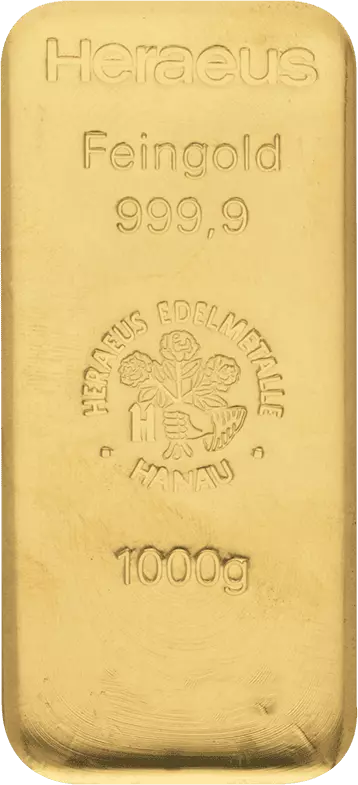 Heraeus
Feingold
999,9
HERAEUS EDELMETALLE
HANAU
1000g